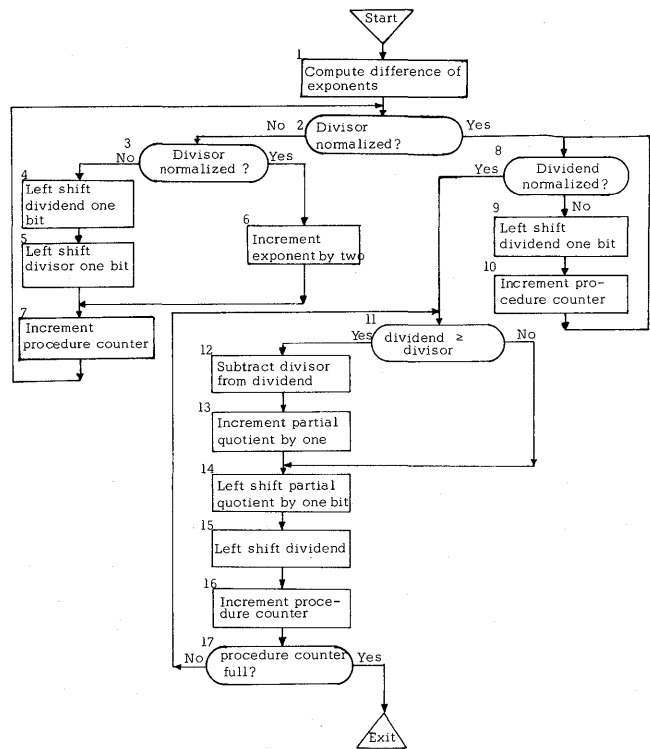 Start
1
Compute difference of
exponents
No 2 Divisor Yes
normalized?
3
No Divisor Yes
normalized ?
8
Yes Dividend
normalized?
No
4
Left shift
dividend one
bit
5
Left shift
divisor one bit
6
Increment
exponent by two
9
Left shift
dividend one bit
10
Increment pro-
cedure counter
7
Increment
procedure counter
11
Yes dividend ≥ No
divisor
12
Subtract divisor
from dividend
13
Increment partial
quotient by one
14
Left shift partial
quotient by one bit
15
Left shift dividend
16
Increment proce-
dure counter
17
No procedure counter Yes
full?
Exit